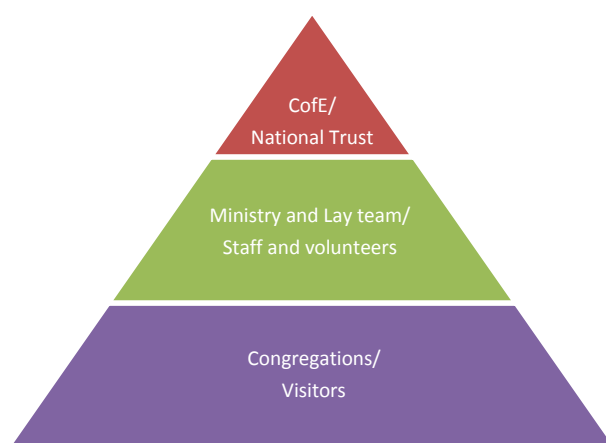 CofE/
National Trust
Ministry and Lay team/
Staff and volunteers
Congregations/
Visitors